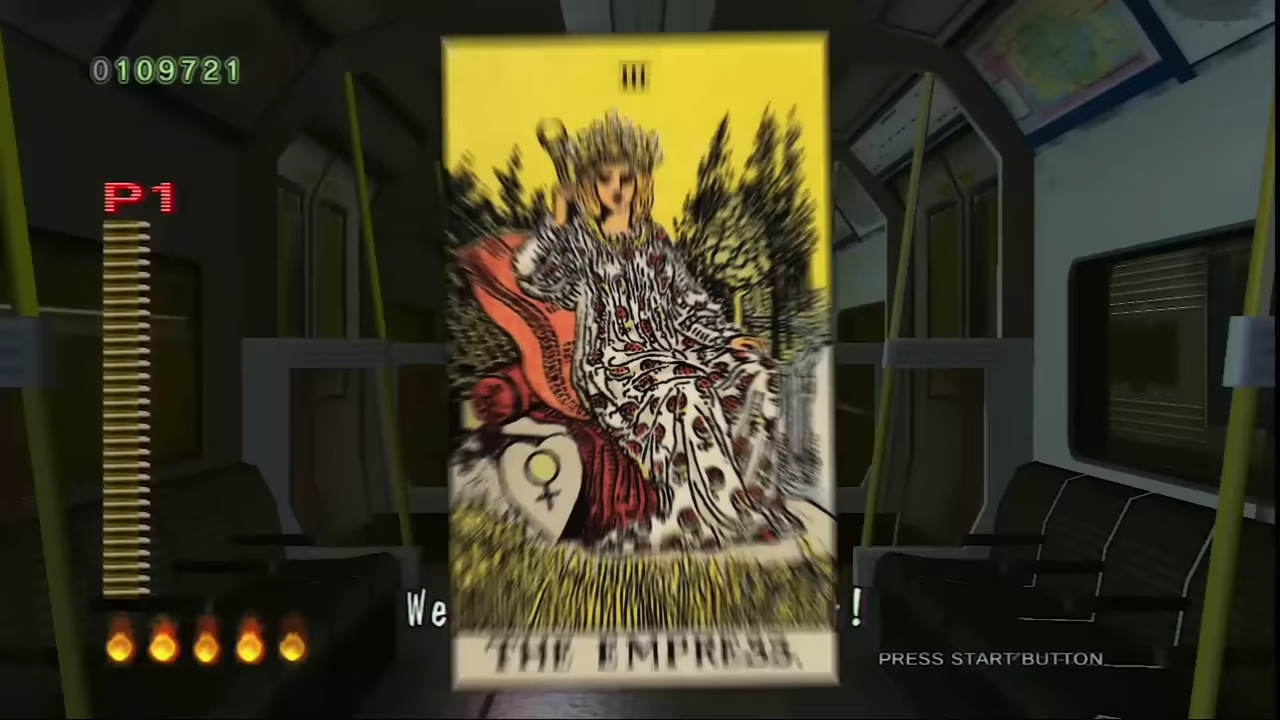 0109721
III
P1
We
!
THE EMPRESS.
PRESS START BUTTON